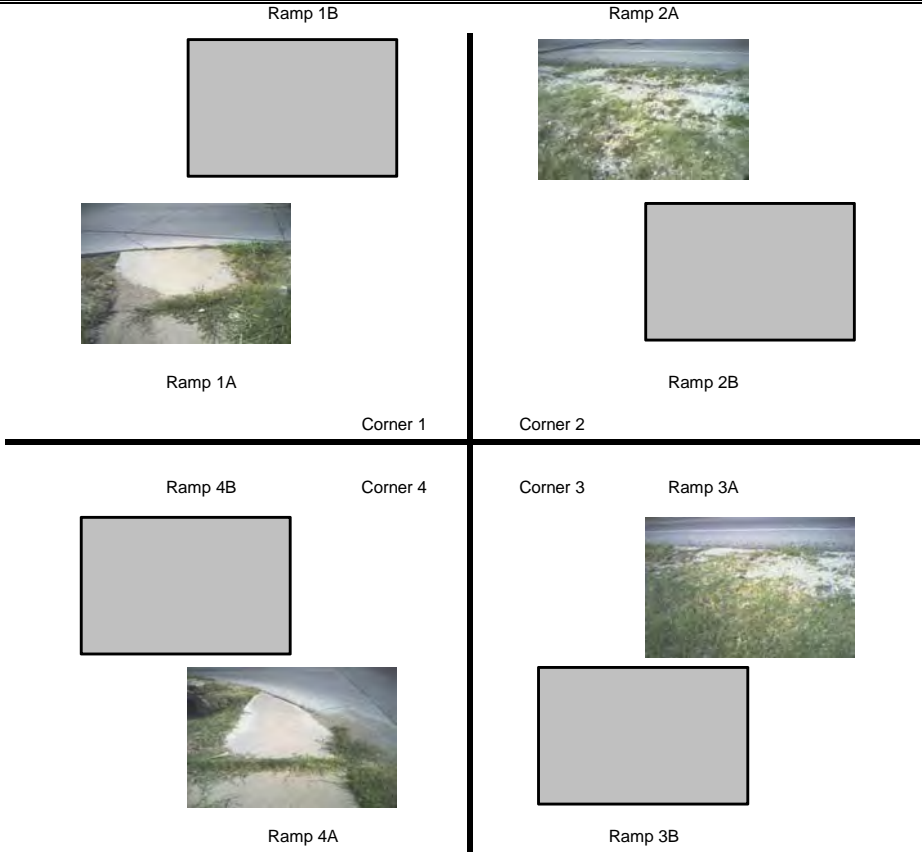 Ramp 1B
Ramp 2A
Ramp 1A
Ramp 2B
Corner 1
Corner 2
Ramp 4B
Corner 4
Corner 3
Ramp 3A
Ramp 4A
Ramp 3B